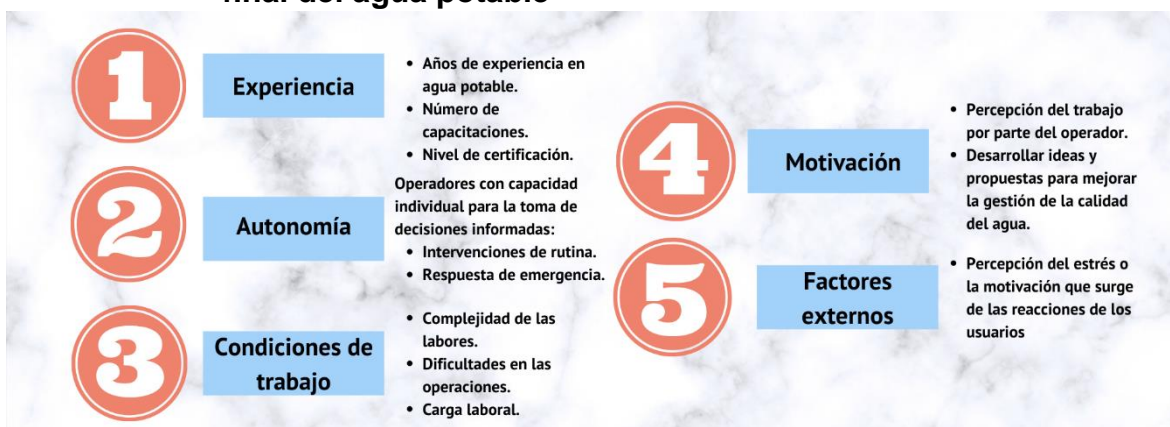 final del agua potable
1
Experiencia
• Años de experiencia en
agua potable.
• Número de
capacitaciones.
• Nivel de certificación.
2
Autonomía
Operadores con capacidad
individual para la toma de
decisiones informadas:
• Intervenciones de rutina.
• Respuesta de emergencia.
3
Condiciones de
trabajo
• Complejidad de las
labores.
• Dificultades en las
operaciones.
• Carga laboral.
4
Motivación
• Percepción del trabajo
por parte del operador.
• Desarrollar ideas y
propuestas para mejorar
la gestión de la calidad
del agua.
5
Factores
externos
• Percepción del estrés o
la motivación que surge
de las reacciones de los
usuarios